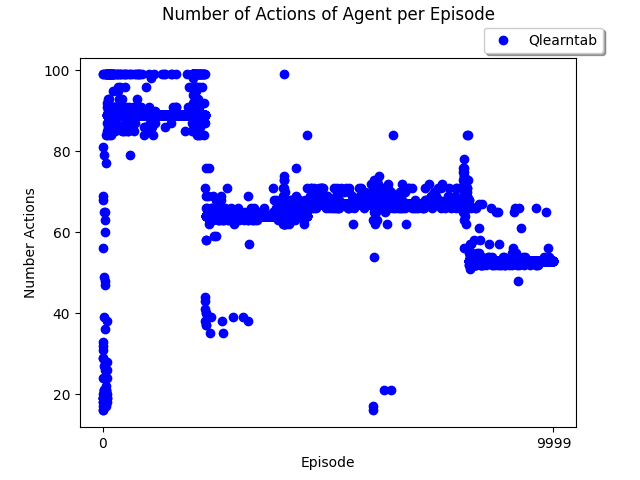 Number of Actions of Agent per Episode
Qlearntab
100
80
60
40
20
Number Actions
0
9999
Episode